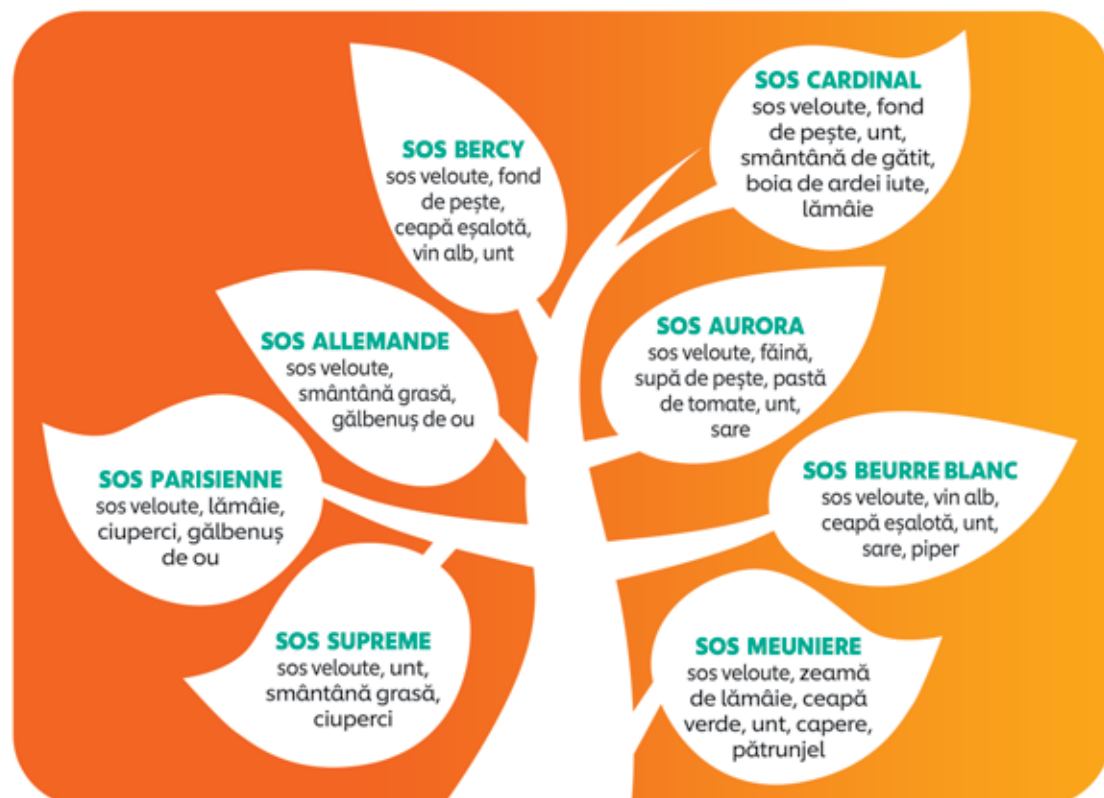 SOS CARDINAL
sos veloute, fond
de pește, unt,
smântână de gătit,
boia de ardei iute,
lămâie
SOS BERCY
sos veloute, fond
de pește,
ceapă eșalotă,
vin alb, unt
SOS ALLEMANDE
sos veloute,
smântână grasă,
gălbenuș de ou
SOS AURORA
sos veloute, făină,
supă de pește, pastă
de tomate, unt,
sare
SOS PARISIENNE
sos veloute, lămâie,
ciuperci, gălbenuș
de ou
SOS BEURRE BLANC
sos veloute, vin alb,
ceapă eșalotă, unt,
sare, piper
SOS SUPREME
sos veloute, unt,
smântână grasă,
ciuperci
SOS MEUNIERE
sos veloute, zeamă
de lămâie, ceapă
verde, unt, capere,
pătrunjel